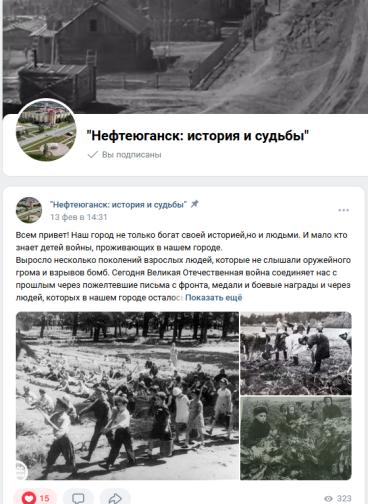 "Нефтеюганск: история и судьбы"
Вы подписаны
"Нефтеюганск: история и судьбы"
13 фев в 14:31
Всем привет! Наш город не только богат своей историей,но и людьми. И мало кто
знает детей войны, проживающих в нашем городе.
Выросло несколько поколений взрослых людей, которые не слышали оружейного
грома и взрывов бомб. Сегодня Великая Отечественная война соединяет нас с
прошлым через пожелтевшие письма с фронта, медали и боевые награды и через
людей, которых в нашем городе осталось Показать ещё
15
323